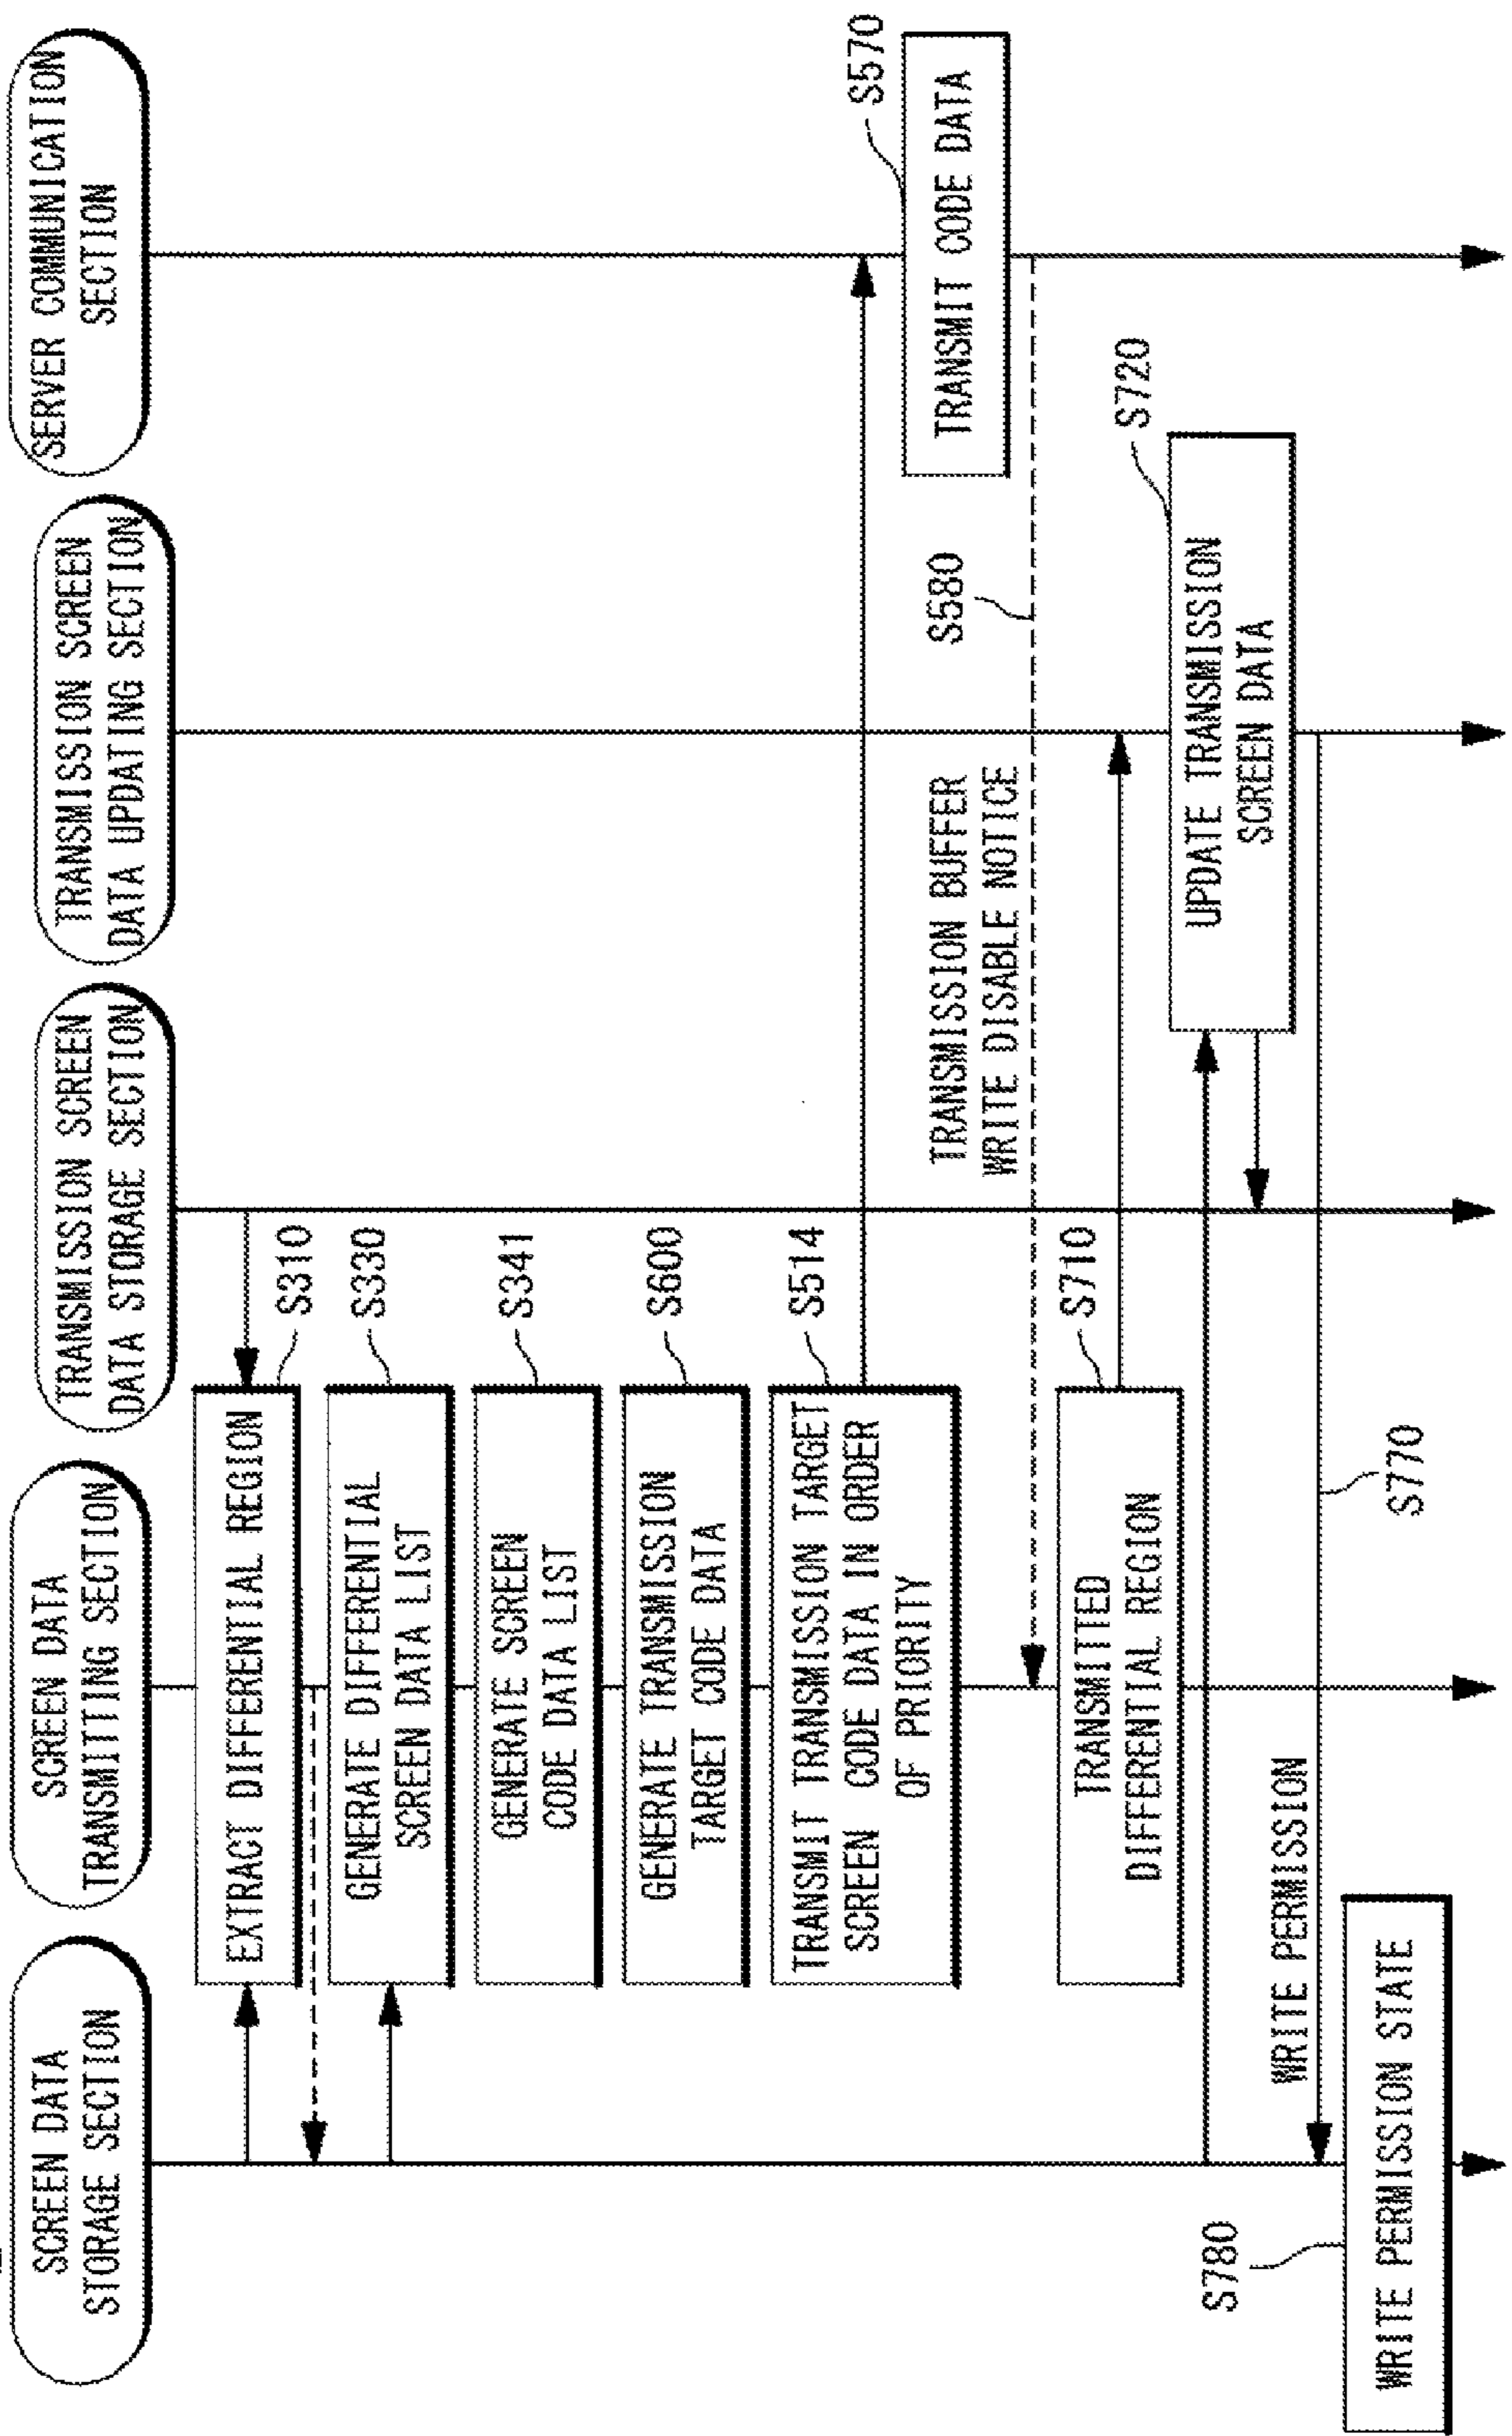 SCREEN DATA
STORAGE SECTION
SCREEN DATA
TRANSMITTING SECTION
TRANSMISSION SCREEN
DATA STORAGE SECTION
TRANSMISSION SCREEN
DATA UPDATING SECTION
SERVER COMMUNICATION
SECTION
EXTRACT DIFFERENTIAL REGION
S310
GENERATE DIFFERENTIAL
SCREEN DATA LIST
S330
GENERATE SCREEN
CODE DATA LIST
S341
GENERATE TRANSMISSION
TARGET CODE DATA
S600
TRANSMIT TRANSMISSION TARGET
SCREEN CODE DATA IN ORDER
OF PRIORITY
S514
S570
TRANSMIT CODE DATA
TRANSMISSION BUFFER
WRITE DISABLE NOTICE
S580
TRANSMITTED
DIFFERENTIAL REGION
S710
UPDATE TRANSMISSION
SCREEN DATA
S720
WRITE PERMISSION
S770
S780
WRITE PERMISSION STATE